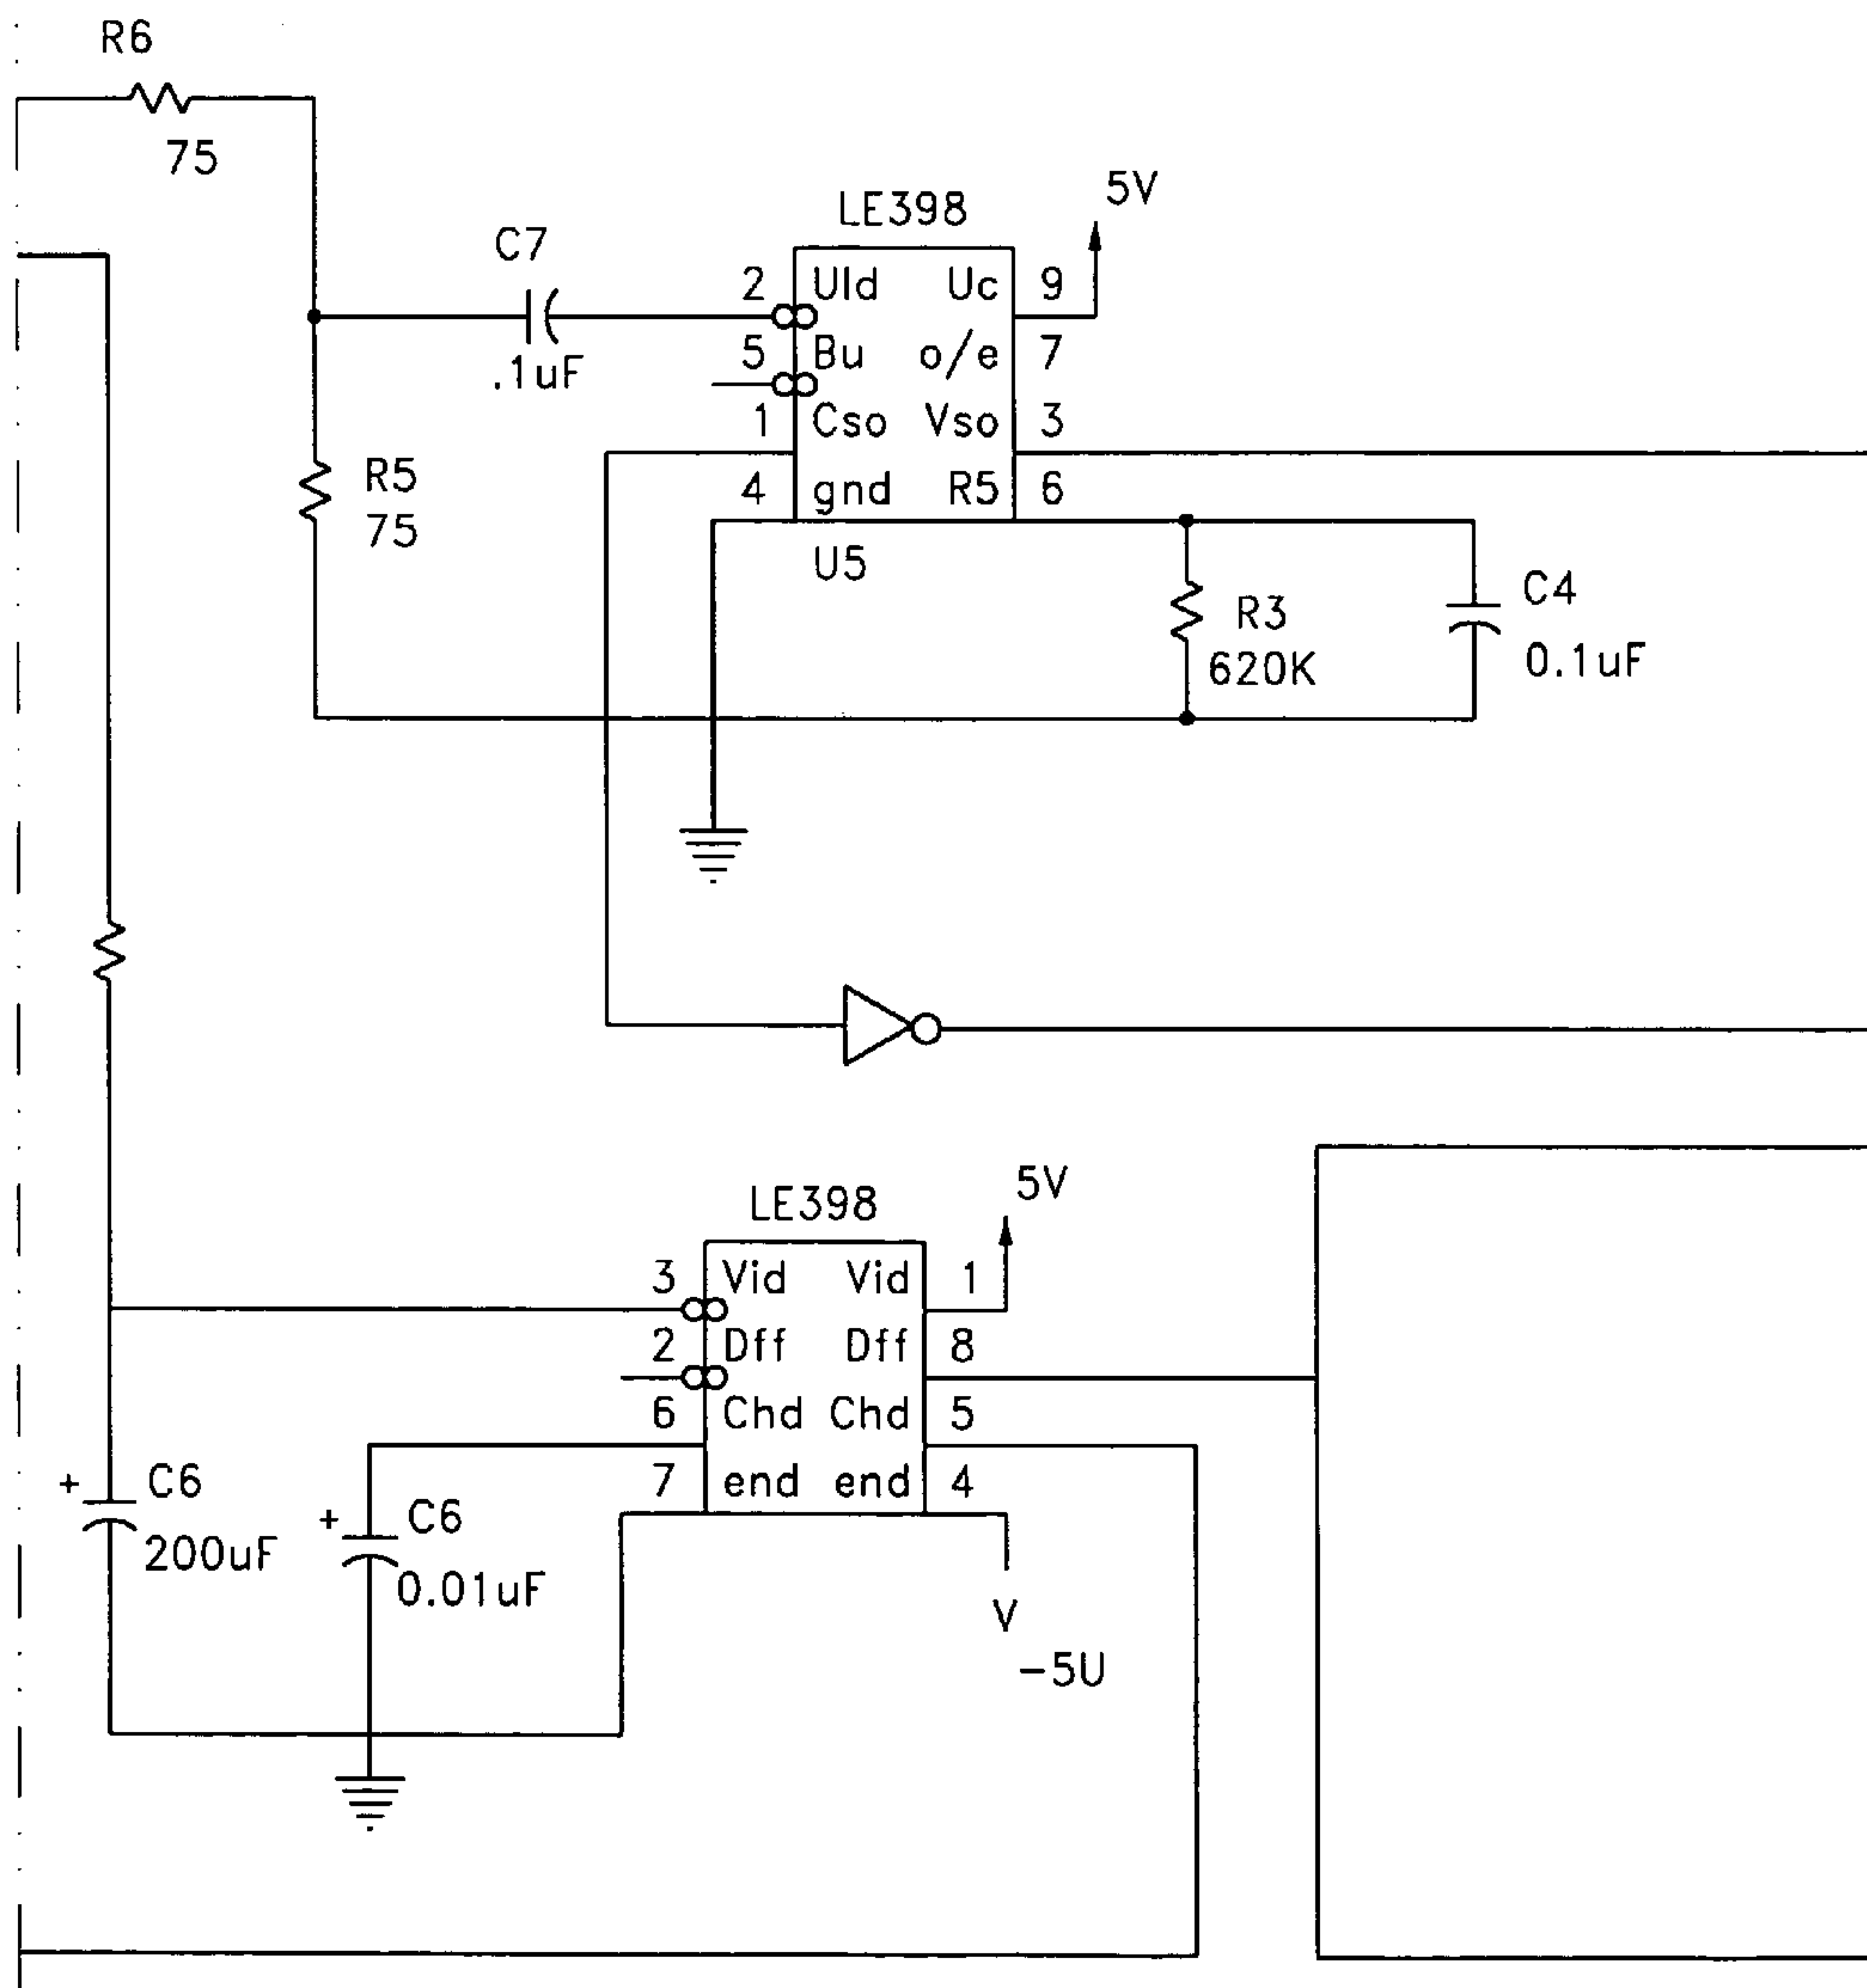 R6
75
5V
LE398
C7
.1uF
2 UId Uc 9
5 Bu o/e 7
1 Cso Vso 3
4 gnd R5 6
U5
R5
75
R3
620K
C4
0.1uF
5V
LE398
3 Vid Vid 1
2 Dff Dff 8
6 Chd Chd 5
7 end end 4
+ C6
200uF
+ C6
0.01uF
V
-5U